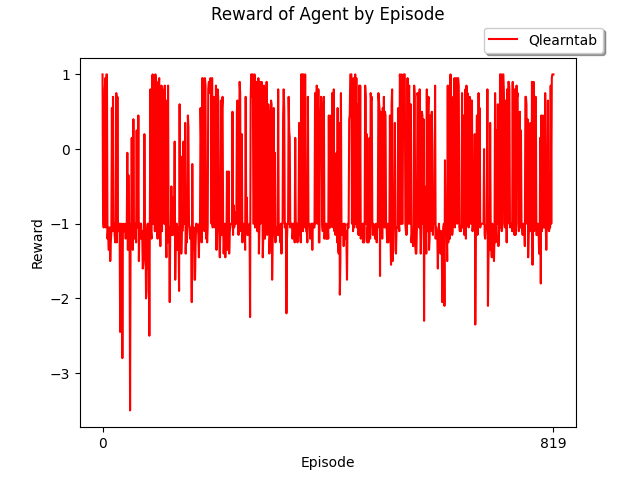 Reward of Agent by Episode
Qlearntab
1
0
−1
−2
−3
Reward
0
819
Episode